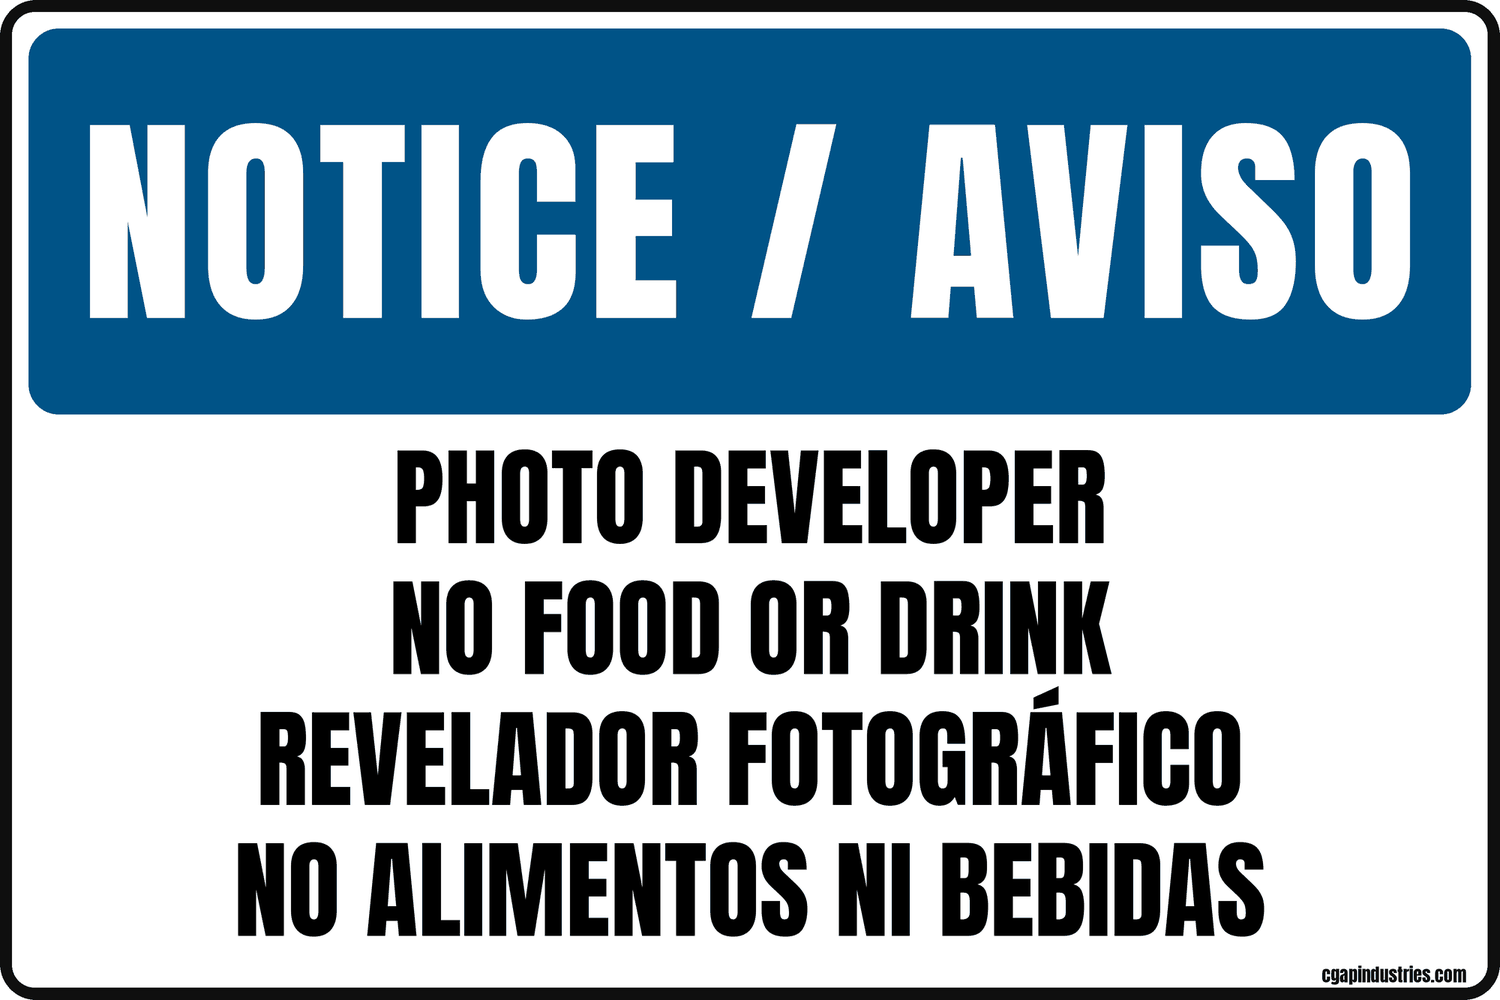 NOTICE / AVISO
PHOTO DEVELOPER
NO FOOD OR DRINK
REVELADOR FOTOGRÁFICO
NO ALIMENTOS NI BEBIDAS
cgapindustries.com